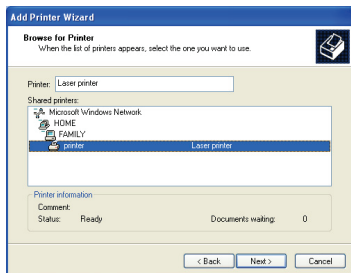 Add Printer Wizard
Browse for Printer
When the list of printers appears, select the one you want to use.
Printer: Laser printer
Shared printers:
Microsoft Windows Network
HOME
FAMILY
printer Laser printer
Printer information
Comment:
Status: Ready Documents waiting: 0
< Back Next > Cancel